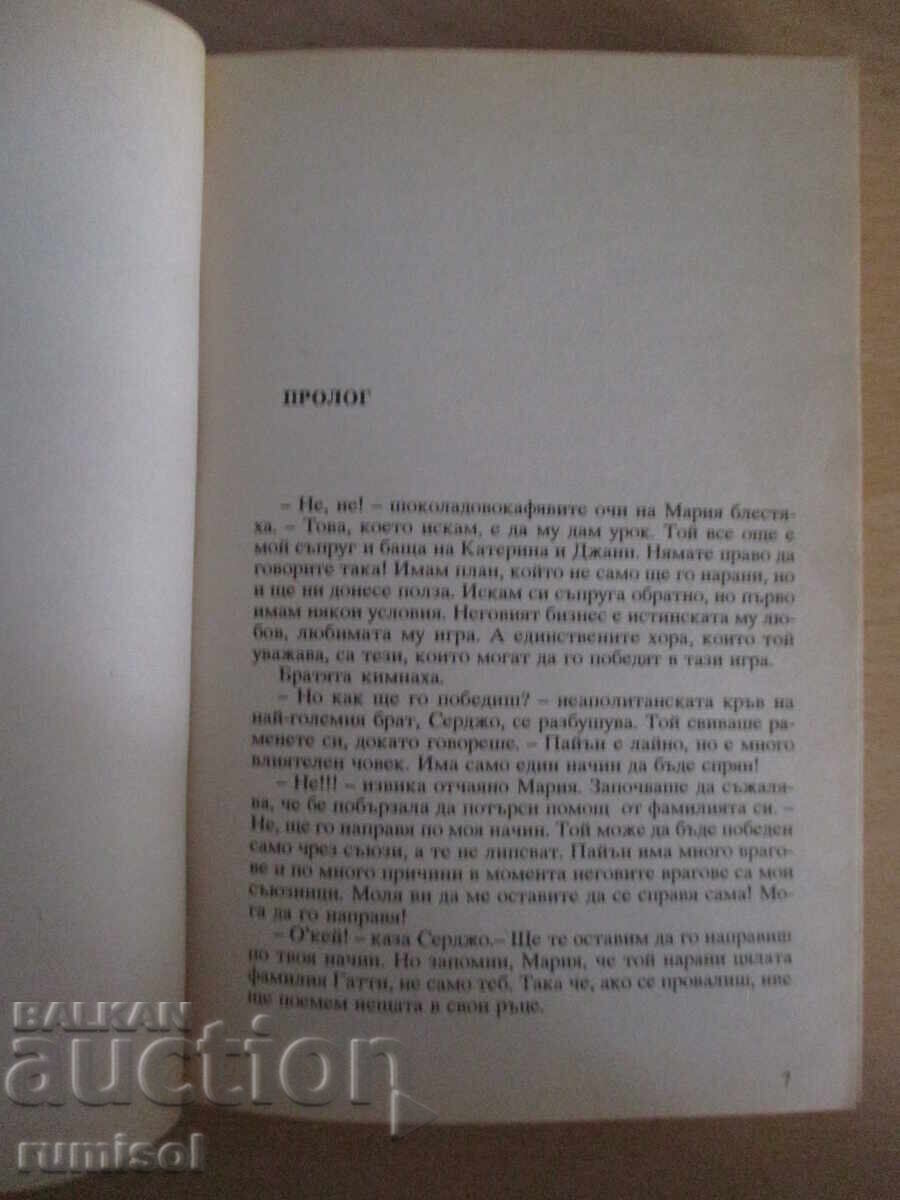 ПРОЛОГ
– Не, не! – шоколадовокафявите очи на Мария блестя-
ха. – Това, което искам, е да му дам урок. Той все още е
мой съпруг и баща на Катерина и Джани. Нямате право да
говорите така! Имам план, който не само ще го нарани, но
и ще ни донесе полза. Искам си съпруга обратно, но първо
имам някои условия. Неговият бизнес е истинската му лю-
бов, любимата му игра. А единствените хора, които той
уважава, са тези, които могат да го победят в тази игра.
Братята кимнаха.
– Но как ще го победиш? – неаполитанската кръв на
най-големия брат, Серджо, се разбушува. Той свиваше ра-
менете си, докато говореше. – Пайън е лайно, но е много
влиятелен човек. Има само един начин да бъде спрян!
– Не!!! – извика отчаяно Мария. Започваше да съжаля-
ва, че бе побързала да потърси помощ от фамилията си. –
Не, ще го направя по моя начин. Той може да бъде победен
само чрез съюзи, а те не липсват. Пайън има много враго-
ве и по много причини в момента неговите врагове са мои
съюзници. Моля ви да ме оставите да се справя сама! Мо-
га да го направя!
– О'кей! – каза Серджо.– Ще те оставим да го направиш
по твоя начин. Но запомни, Мария, че той нарани цялата
фамилия Гатти, не само теб. Така че, ако се провалиш, ние
ще поемем нещата в свои ръце.
BALKAN
auction
rumisol